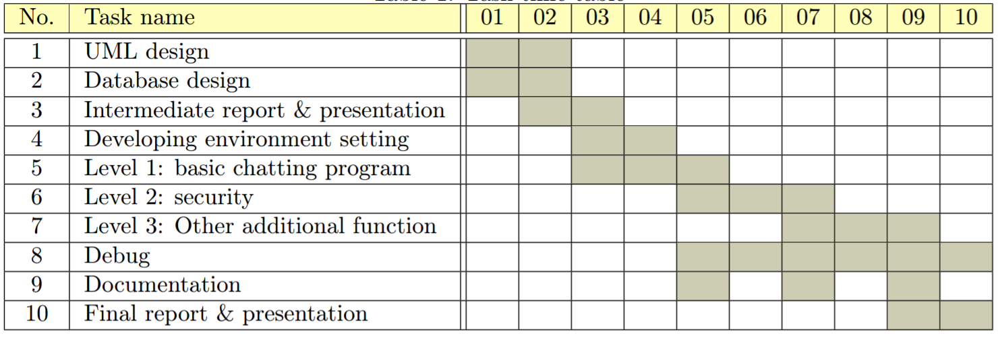 No. Task name 01 02 03 04 05 06 07 08 09 10
1 UML design
2 Database design
3 Intermediate report & presentation
4 Developing environment setting
5 Level 1: basic chatting program
6 Level 2: security
7 Level 3: Other additional function
8 Debug
9 Documentation
10 Final report & presentation